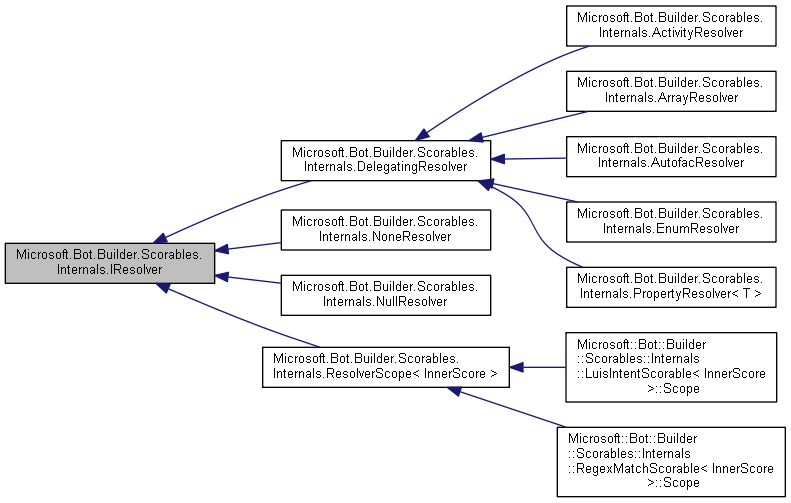 Microsoft.Bot.Builder.Scorables.
Internals.IResolver
Microsoft.Bot.Builder.Scorables.
Internals.DelegatingResolver
Microsoft.Bot.Builder.Scorables.
Internals.NoneResolver
Microsoft.Bot.Builder.Scorables.
Internals.NullResolver
Microsoft.Bot.Builder.Scorables.
Internals.ResolverScope< InnerScore >
Microsoft.Bot.Builder.Scorables.
Internals.ActivityResolver
Microsoft.Bot.Builder.Scorables.
Internals.ArrayResolver
Microsoft.Bot.Builder.Scorables.
Internals.AutofacResolver
Microsoft.Bot.Builder.Scorables.
Internals.EnumResolver
Microsoft.Bot.Builder.Scorables.
Internals.PropertyResolver< T >
Microsoft::Bot::Builder
::Scorables::Internals
::LuisIntentScorable< InnerScore
>::Scope
Microsoft::Bot::Builder
::Scorables::Internals
::RegexMatchScorable< InnerScore
>::Scope